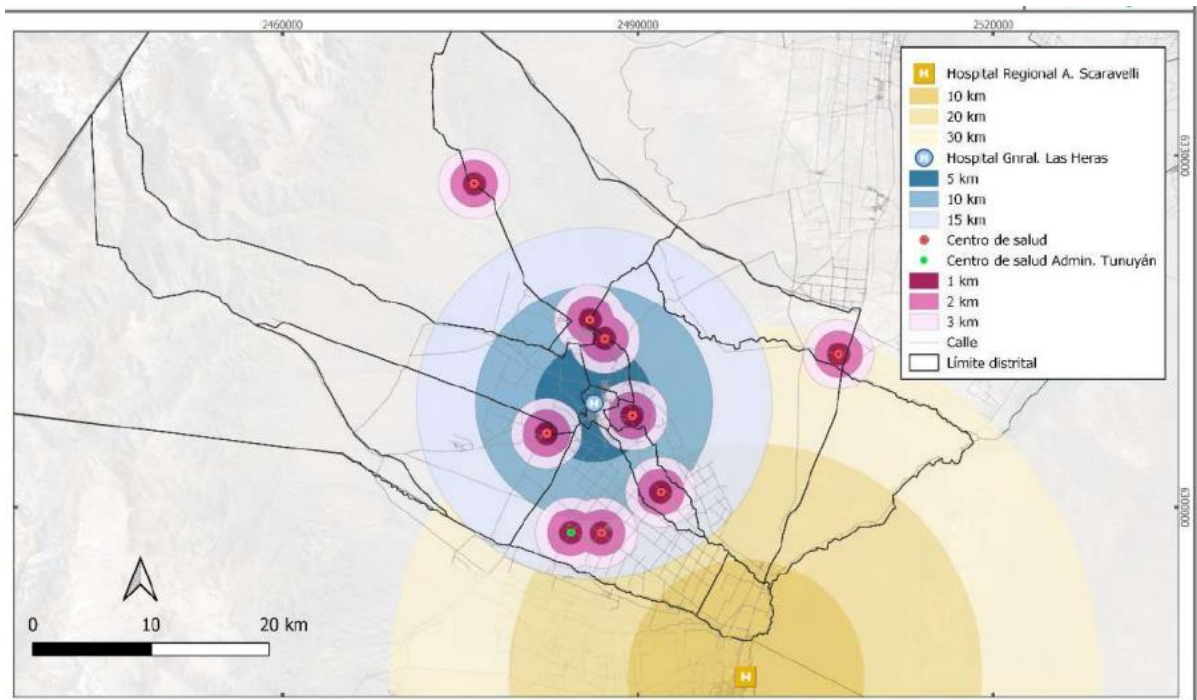 2460000
2490000
2520000
Hospital Regional A. Scaravelli
10 km
20 km
30 km
Hospital Gnral. Las Heras
5 km
10 km
15 km
Centro de salud
Centro de salud Admin. Tunuyán
1 km
2 km
3 km
Calle
Límite distrital
6330000
6300000
H
H
0
10
20 km